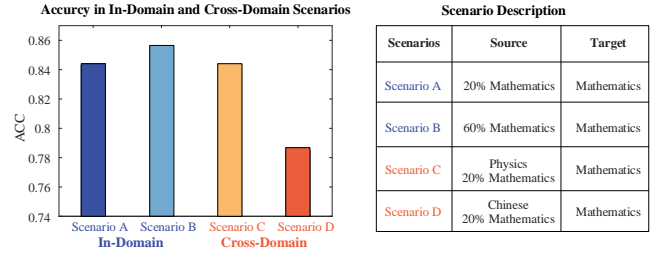 Accurcy in In-Domain and Cross-Domain Scenarios
ACC
0.86
0.84
0.82
0.8
0.78
0.76
0.74
Scenario A Scenario B Scenario C Scenario D
In-Domain Cross-Domain
Scenario Description
Scenarios Source Target
Scenario A 20% Mathematics Mathematics
Scenario B 60% Mathematics Mathematics
Scenario C Physics 20% Mathematics Mathematics
Scenario D Chinese 20% Mathematics Mathematics